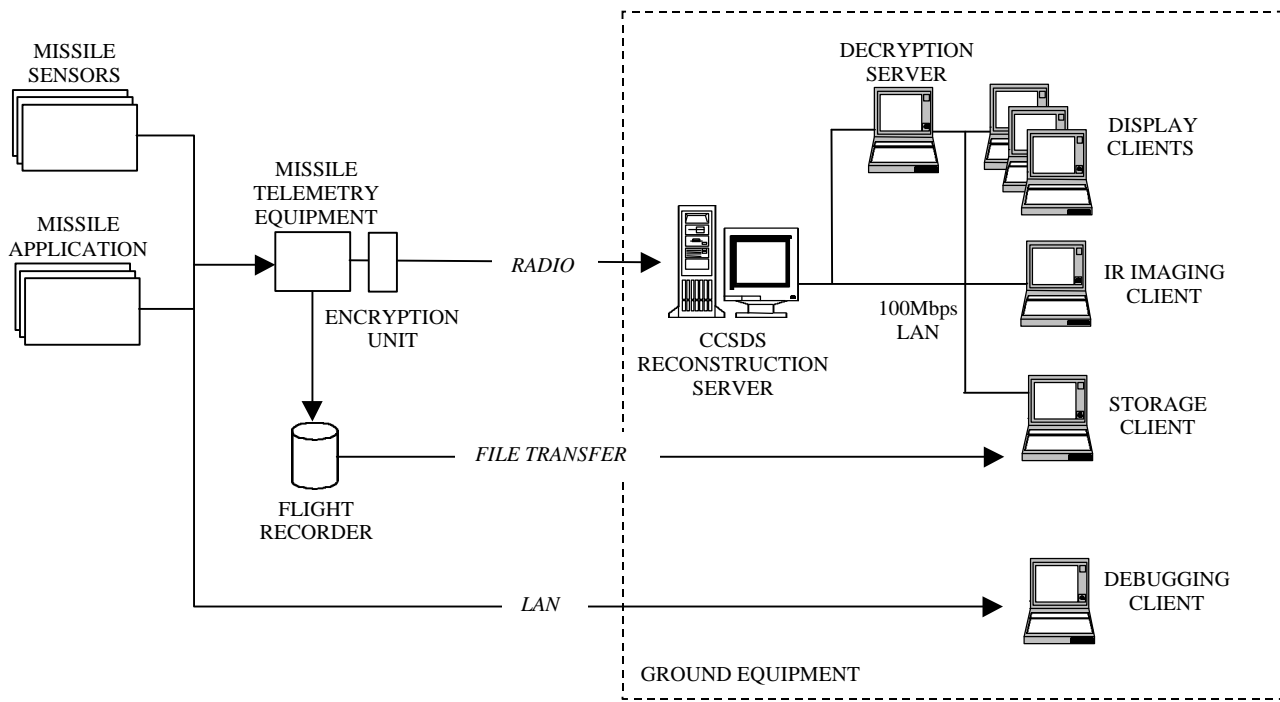 MISSILE
SENSORS
MISSILE
APPLICATION
MISSILE
TELEMETRY
EQUIPMENT
ENCRYPTION
UNIT
FLIGHT
RECORDER
RADIO
FILE TRANSFER
LAN
DECRYPTION
SERVER
DISPLAY
CLIENTS
IR IMAGING
CLIENT
100Mbps
LAN
CCSDS
RECONSTRUCTION
SERVER
STORAGE
CLIENT
DEBUGGING
CLIENT
GROUND EQUIPMENT